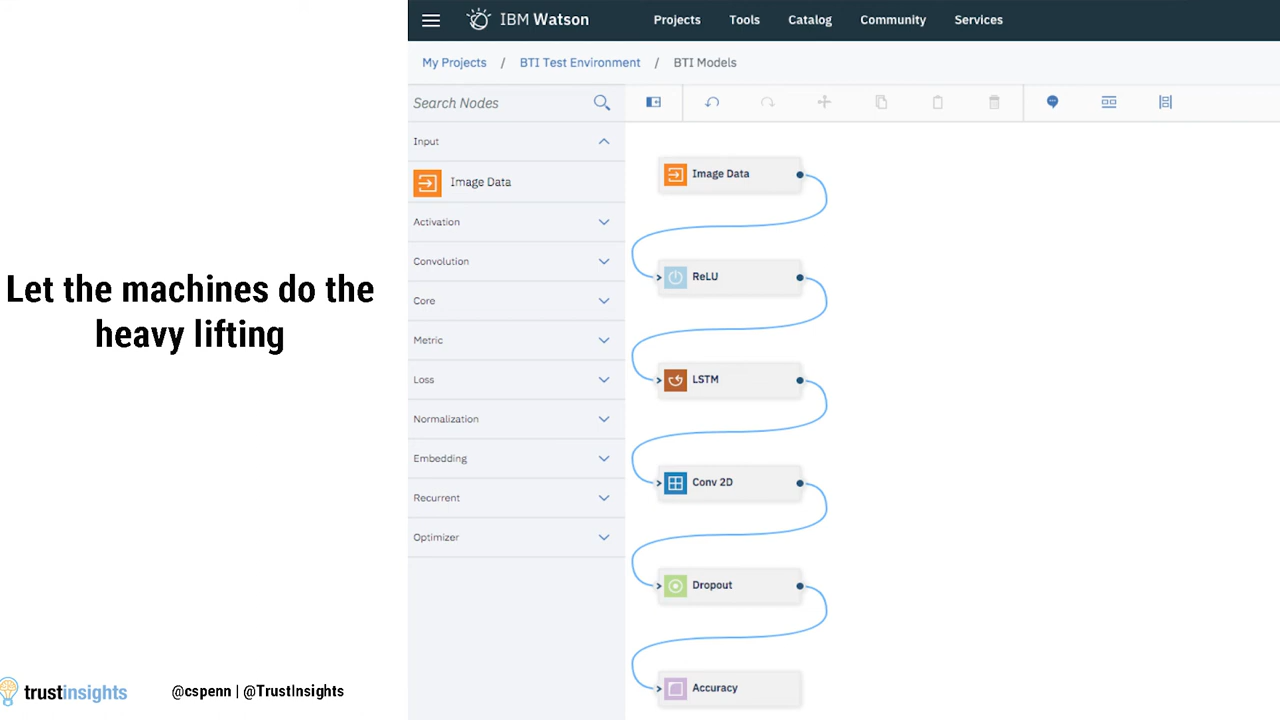 IBM Watson
Projects
Tools
Catalog
Community
Services
My Projects / BTI Test Environment / BTI Models
Search Nodes
Input
Image Data
Activation
Convolution
Core
Metric
Loss
Normalization
Embedding
Recurrent
Optimizer
Image Data
ReLU
LSTM
Conv 2D
Dropout
Accuracy
Let the machines do the
heavy lifting
trustinsights
@cspenn | @TrustInsights